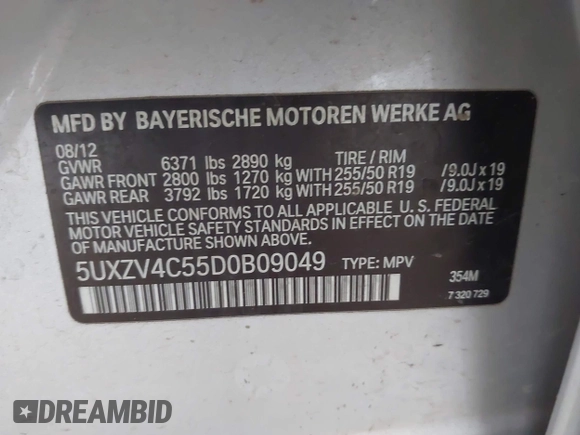 MFD BY BAYERISCHE MOTOREN WERKE AG
08/12
GVWR 6371 lbs 2890 kg TIRE / RIM
GAWR FRONT 2800 lbs 1270 kg WITH 255/50 R19 /9.0J x 19
GAWR REAR 3792 lbs 1720 kg WITH 255/50 R19 /9.0J x 19
THIS VEHICLE CONFORMS TO ALL APPLICABLE U. S. FEDERAL
MOTOR VEHICLE SAFETY STANDARDS IN EFFECT ON THE DATE
OF MANUFACTURE SHOWN ABOVE.
5UXZV4C55D0B09049 TYPE: MPV
354M
7 320 729
DREAMBID